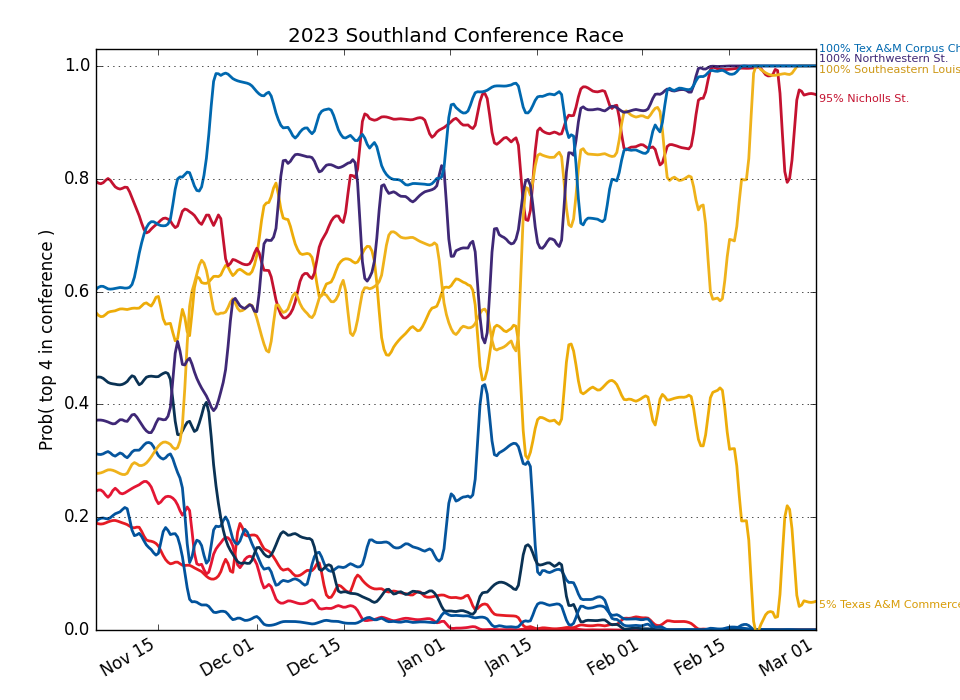 2023 Southland Conference Race
100% Tex A&M Corpus Ch
100% Northwestern St.
100% Southeastern Louis
95% Nicholls St.
5% Texas A&M Commerce
Prob( top 4 in conference )
1.0
0.8
0.6
0.4
0.2
0.0
Nov 15
Dec 01
Dec 15
Jan 01
Jan 15
Feb 01
Feb 15
Mar 01